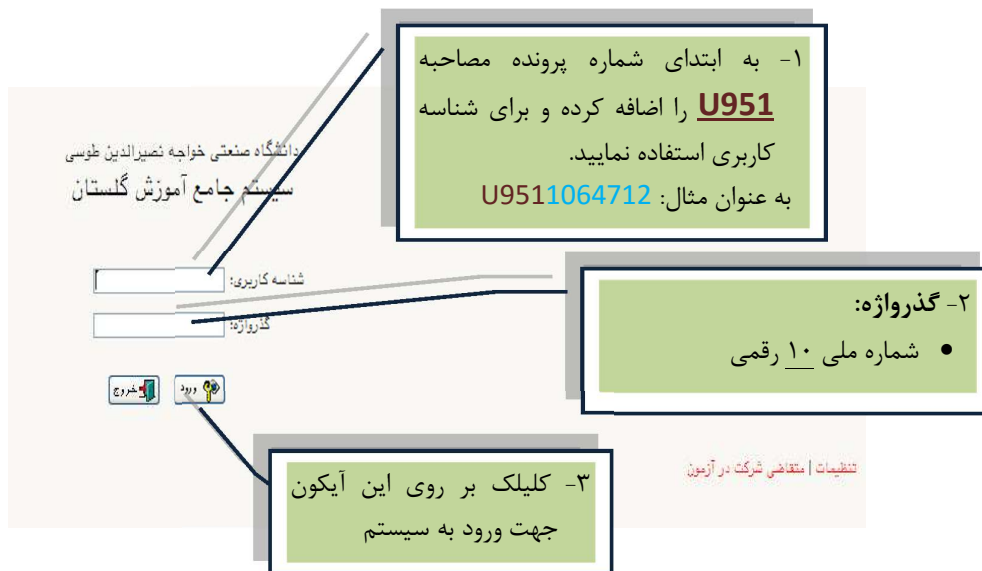 ۱- به ابتدای شماره پرونده مصاحبه
U951 را اضافه کرده و برای شناسه
کاربری استفاده نمایید.
به عنوان مثال: U9511064712
دانشگاه صنعتی خواجه نصیرالدین طوسی
سیستم جامع آموزش گلستان
شناسه کاربری:
گذرواژه:
۲- گذرواژه:
• شماره ملی ۱۰ رقمی
ورود
خروج
تنظیمات | متقاضی شرکت در آزمون
۳- کلیلک بر روی این آیکون
جهت ورود به سیستم